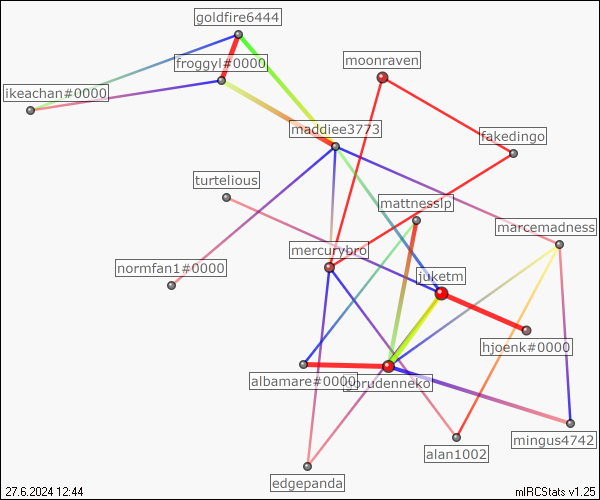 goldfire6444
froggyl#0000
moonraven
ikeachan#0000
maddiee3773
fakedingo
turtelious
mattnesslp
marcemadness
mercurybro
normfan1#0000
juketm
hjoenk#0000
albamare#0000
mingus4742
alan1002
edgepanda
27.6.2024 12:44
mIRCStats v1.25